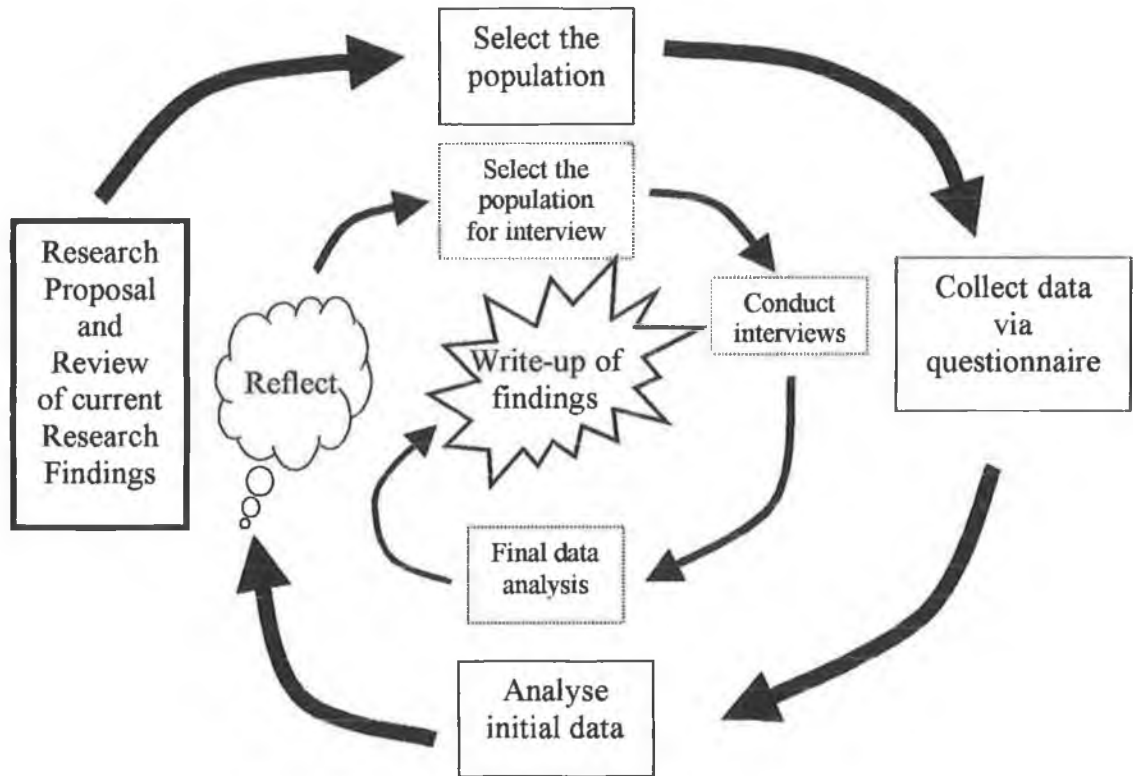 Select the
population
Select the
population
for interview
Research
Proposal
and
Review
of current
Research
Findings
Reflect
Write-up of
findings
Conduct
interviews
Collect data
via
questionnaire
Final data
analysis
Analyse
initial data